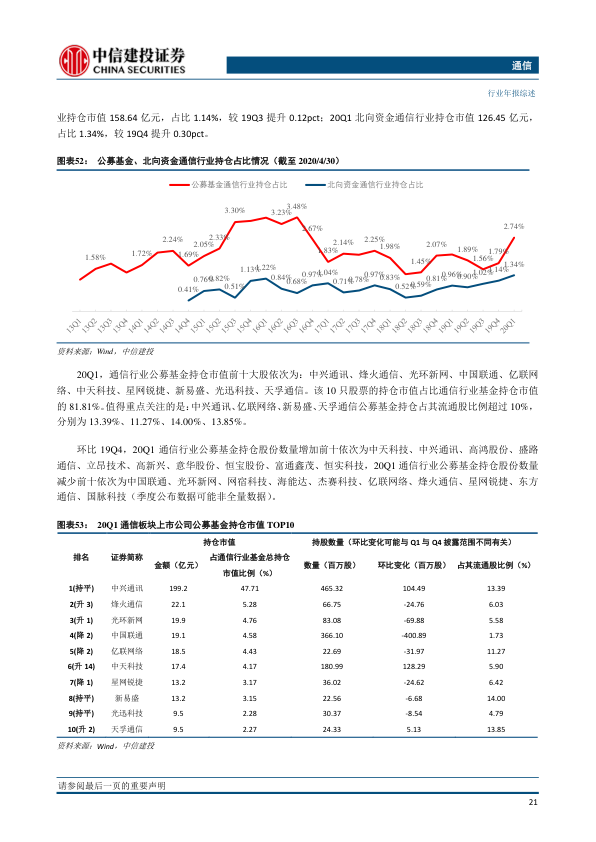 中信建投证券
CHINA SECURITIES
通信
行业年报综述
业持仓市值 158.64 亿元，占比 1.14%，较 19Q3 提升 0.12pct；20Q1 北向资金通信行业持仓市值 126.45 亿元，
占比 1.34%，较 19Q4 提升 0.30pct。
图表52： 公募基金、北向资金通信行业持仓占比情况（截至 2020/4/30）
公募基金通信行业持仓占比 北向资金通信行业持仓占比
1.58% 1.72% 2.24% 1.69% 2.05% 2.33% 3.30% 3.23% 3.48% 2.67% 1.83% 2.14% 2.25% 1.98% 1.45% 2.07% 1.89% 1.56% 1.79% 2.74%
0.41% 0.76% 0.82% 0.51% 1.13% 1.22% 0.84% 0.68% 0.97% 1.04% 0.71% 0.78% 0.97% 0.83% 0.52% 0.59% 0.81% 0.96% 0.90% 1.02% 1.14% 1.34%
13Q1 13Q2 13Q3 13Q4 14Q1 14Q2 14Q3 14Q4 15Q1 15Q2 15Q3 15Q4 16Q1 16Q2 16Q3 16Q4 17Q1 17Q2 17Q3 17Q4 18Q1 18Q2 18Q3 18Q4 19Q1 19Q2 19Q3 19Q4 20Q1
资料来源：Wind，中信建投
20Q1，通信行业公募基金持仓市值前十大股依次为：中兴通讯、烽火通信、光环新网、中国联通、亿联网
络、中天科技、星网锐捷、新易盛、光迅科技、天孚通信。该 10 只股票的持仓市值占比通信行业基金持仓市值
的 81.81%。值得重点关注的是：中兴通讯、亿联网络、新易盛、天孚通信公募基金持仓占其流通股比例超过 10%，
分别为 13.39%、11.27%、14.00%、13.85%。
环比 19Q4，20Q1 通信行业公募基金持仓股份数量增加前十依次为中天科技、中兴通讯、高鸿股份、盛路
通信、立昂技术、高新兴、意华股份、恒宝股份、富通鑫茂、恒实科技，20Q1 通信行业公募基金持仓股份数量
减少前十依次为中国联通、光环新网、网宿科技、海能达、杰赛科技、亿联网络、烽火通信、星网锐捷、东方
通信、国脉科技（季度公布数据可能非全量数据）。
图表53： 20Q1 通信板块上市公司公募基金持仓市值 TOP10
持仓市值 持股数量（环比变化可能与 Q1 与 Q4 披露范围不同有关）
排名 证券简称 金额（亿元） 占通信行业基金总持仓 数量（百万股） 环比变化（百万股） 占其流通股比例（%）
市值比例（%）
1(持平) 中兴通讯 199.2 47.71 465.32 104.49 13.39
2(升 3) 烽火通信 22.1 5.28 66.75 -24.76 6.03
3(升 1) 光环新网 19.9 4.76 83.08 -69.88 5.58
4(降 2) 中国联通 19.1 4.58 366.10 -400.89 1.73
5(降 2) 亿联网络 18.5 4.43 22.69 -31.97 11.27
6(升 14) 中天科技 17.4 4.17 180.99 128.29 5.90
7(降 1) 星网锐捷 13.2 3.17 36.02 -24.62 6.42
8(持平) 新易盛 13.2 3.15 22.56 -6.68 14.00
9(持平) 光迅科技 9.5 2.28 30.37 -8.54 4.79
10(升 2) 天孚通信 9.5 2.27 24.33 5.13 13.85
资料来源：Wind，中信建投
请参阅最后一页的重要声明
21